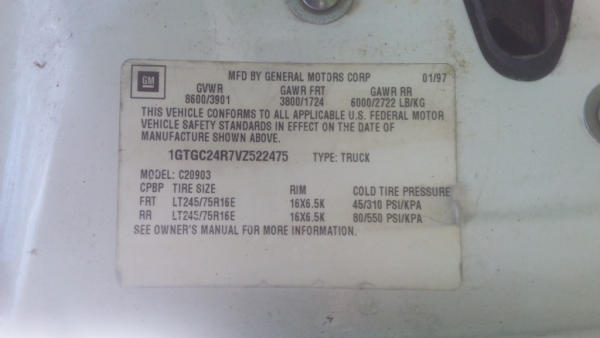 GM
MFD BY GENERAL MOTORS CORP 01/97
GVWR GAWR FRT GAWR RR
8600/3901 3800/1724 6000/2722 LB/KG
THIS VEHICLE CONFORMS TO ALL APPLICABLE U.S. FEDERAL MOTOR
VEHICLE SAFETY STANDARDS IN EFFECT ON THE DATE OF
MANUFACTURE SHOWN ABOVE.
1GTGC24R7VZ522475 TYPE: TRUCK
MODEL: C20903
CPBP TIRE SIZE RIM COLD TIRE PRESSURE
FRT LT245/75R16E 16X6.5K 45/310 PSI/KPA
RR LT245/75R16E 16X6.5K 80/550 PSI/KPA
SEE OWNER'S MANUAL FOR MORE INFORMATION.